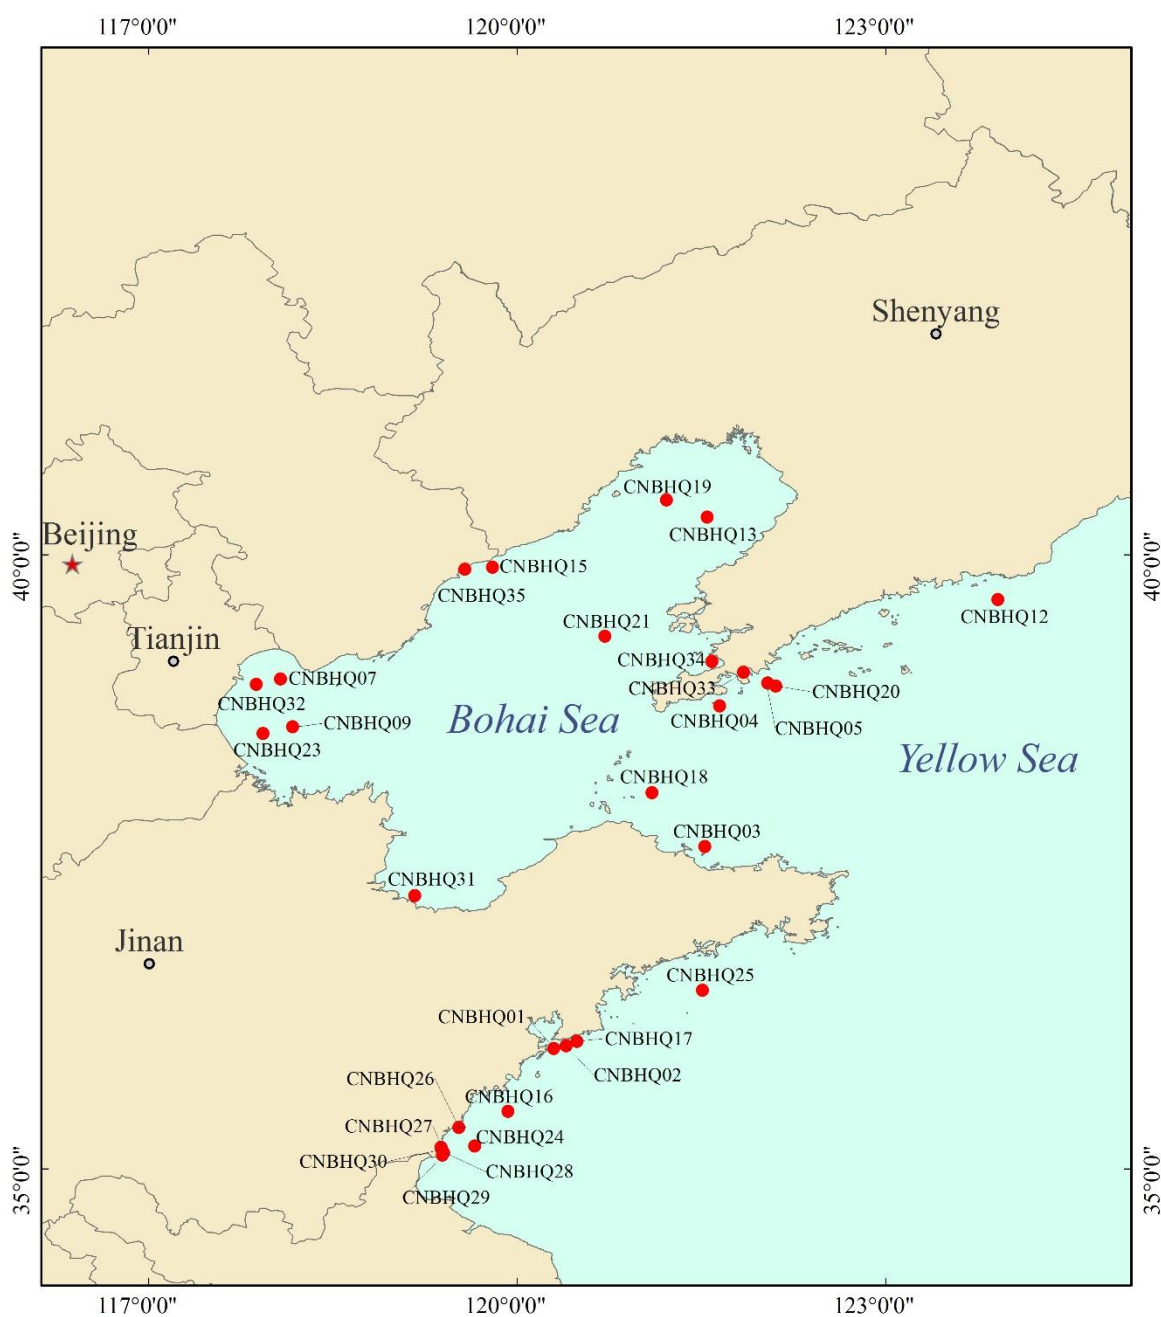 117°0'0"
120°0'0"
123°0'0"
Shenyang
CNBHQ19
CNBHQ13
Beijing
40°0'0"
40°0'0"
CNBHQ15
CNBHQ35
CNBHQ12
CNBHQ21
Tianjin
CNBHQ34
CNBHQ07
CNBHQ33
CNBHQ20
CNBHQ32
CNBHQ04
CNBHQ09
Bohai Sea
CNBHQ05
CNBHQ23
Yellow Sea
CNBHQ18
CNBHQ03
CNBHQ31
Jinan
CNBHQ25
CNBHQ01
CNBHQ17
CNBHQ02
CNBHQ26
CNBHQ16
CNBHQ27
CNBHQ24
CNBHQ30
CNBHQ28
CNBHQ29
35°0'0"
35°0'0"
117°0'0"
120°0'0"
123°0'0"